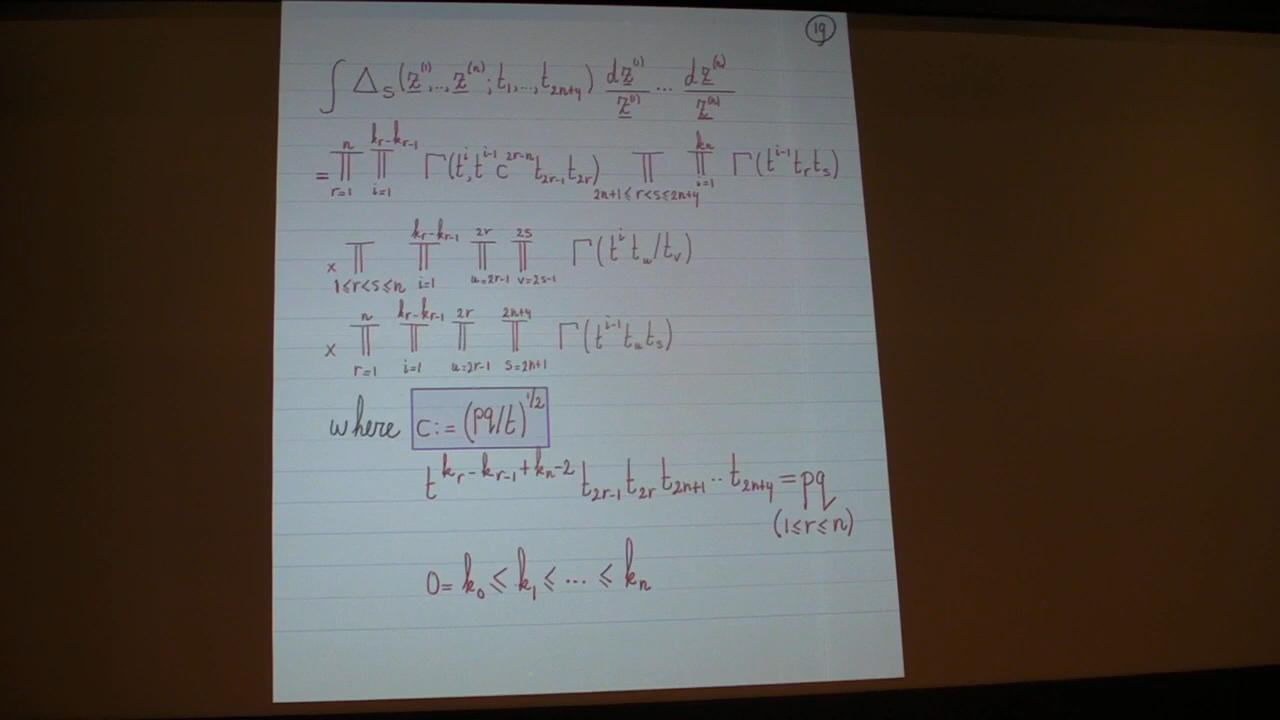 19
∫ Δ_S(z^(1),..,z^(n); t_1,..,t_{2n+4}) dz^(1)/z^(1) ... dz^(n)/z^(n)
= ∏_{r=1}^{n} ∏_{i=1}^{k_r-k_{r-1}} Γ(t^i, t^{i-1} c^{2r-n} t_{2r-1} t_{2r}) ∏_{2n+1≤r<s≤2n+4} ∏_{i=1}^{k_n} Γ(t^{i-1} t_r t_s)
× ∏_{1≤r<s≤n} ∏_{i=1}^{k_r-k_{r-1}} ∏_{u=2r-1}^{2r} ∏_{v=2s-1}^{2s} Γ(t^i t_u/t_v)
× ∏_{r=1}^{n} ∏_{i=1}^{k_r-k_{r-1}} ∏_{u=2r-1}^{2r} ∏_{s=2n+1}^{2n+4} Γ(t^{i-1} t_u t_s)
where c := (pq/t)^{1/2}
t^{k_r-k_{r-1}+k_n-2} t_{2r-1} t_{2r} t_{2n+1} .. t_{2n+4} = pq
(1≤r≤n)
0 = k_0 ≤ k_1 ≤ ... ≤ k_n